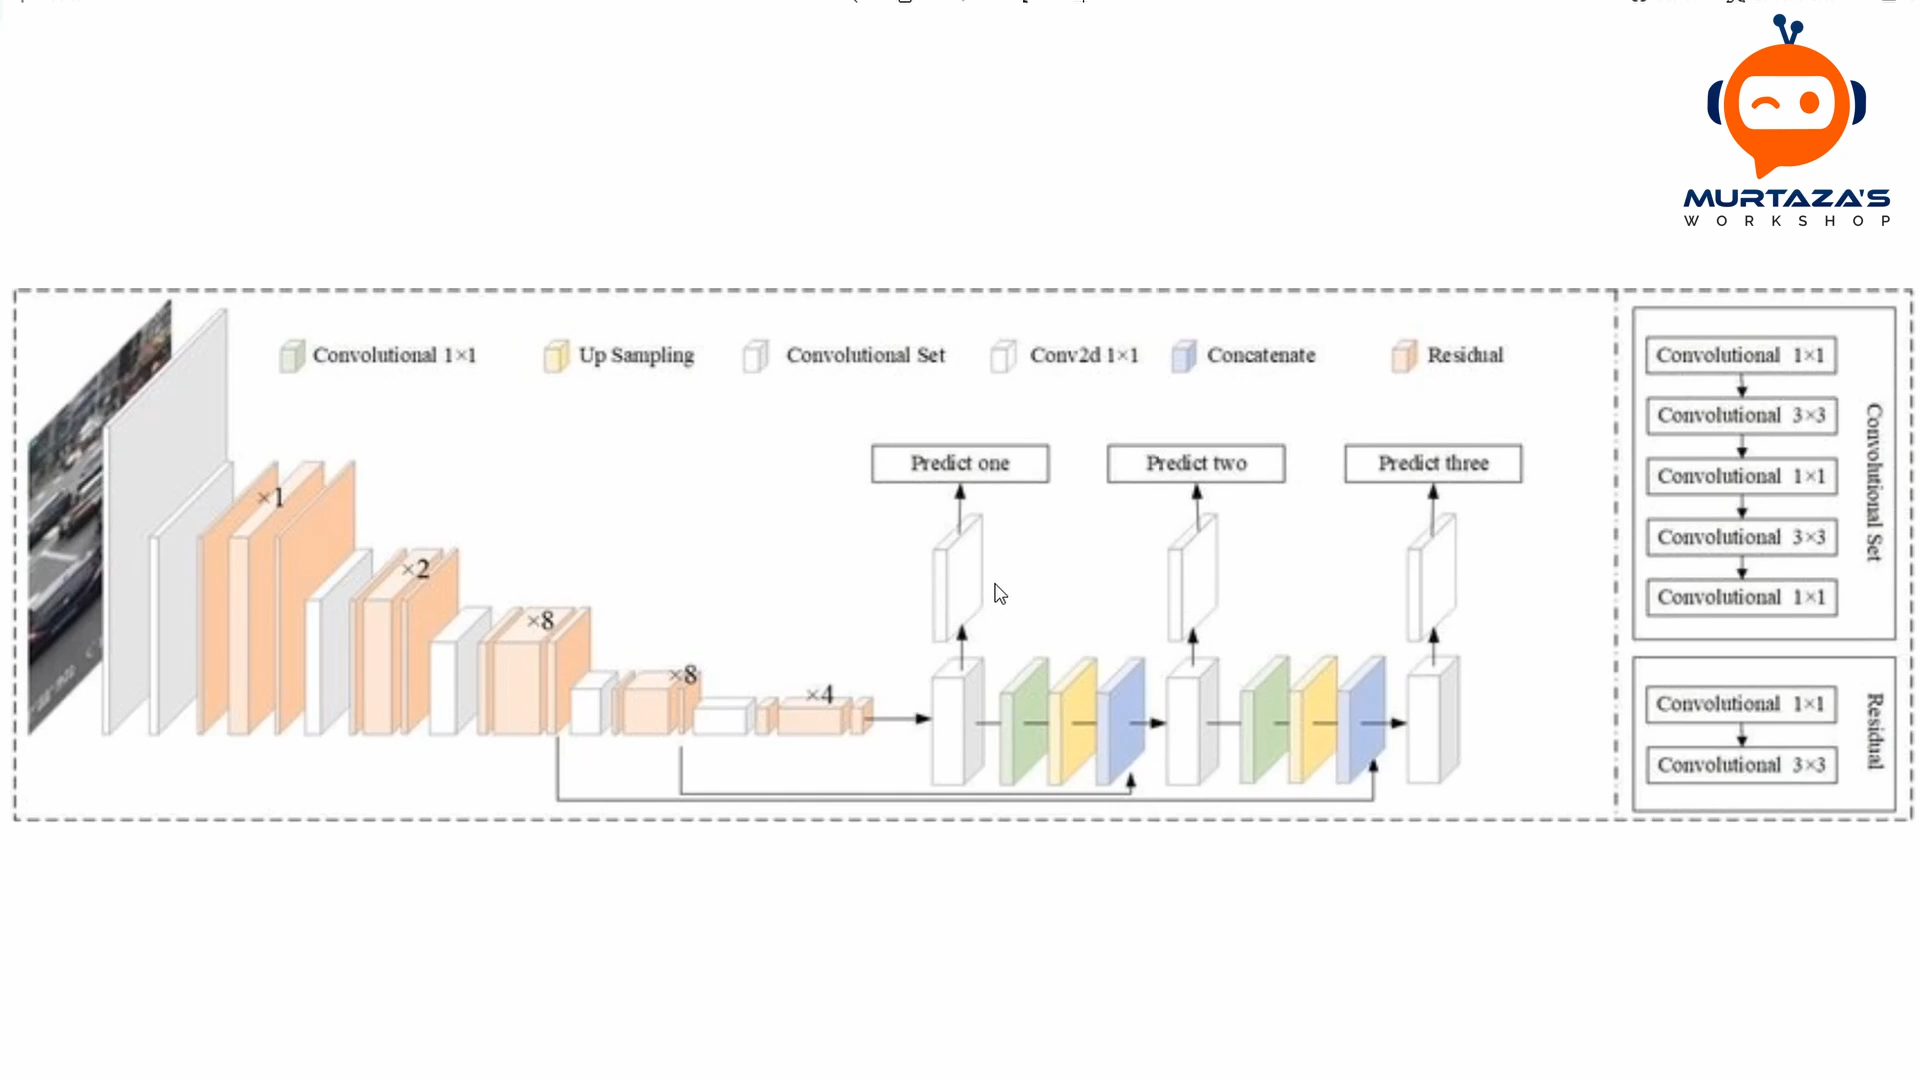 MURTAZA'S
WORKSHOP
Convolutional 1×1
Up Sampling
Convolutional Set
Conv2d 1×1
Concatenate
Residual
×1
×2
×8
×8
×4
Predict one
Predict two
Predict three
Convolutional 1×1
Convolutional 3×3
Convolutional 1×1
Convolutional 3×3
Convolutional 1×1
Convolutional Set
Convolutional 1×1
Convolutional 3×3
Residual